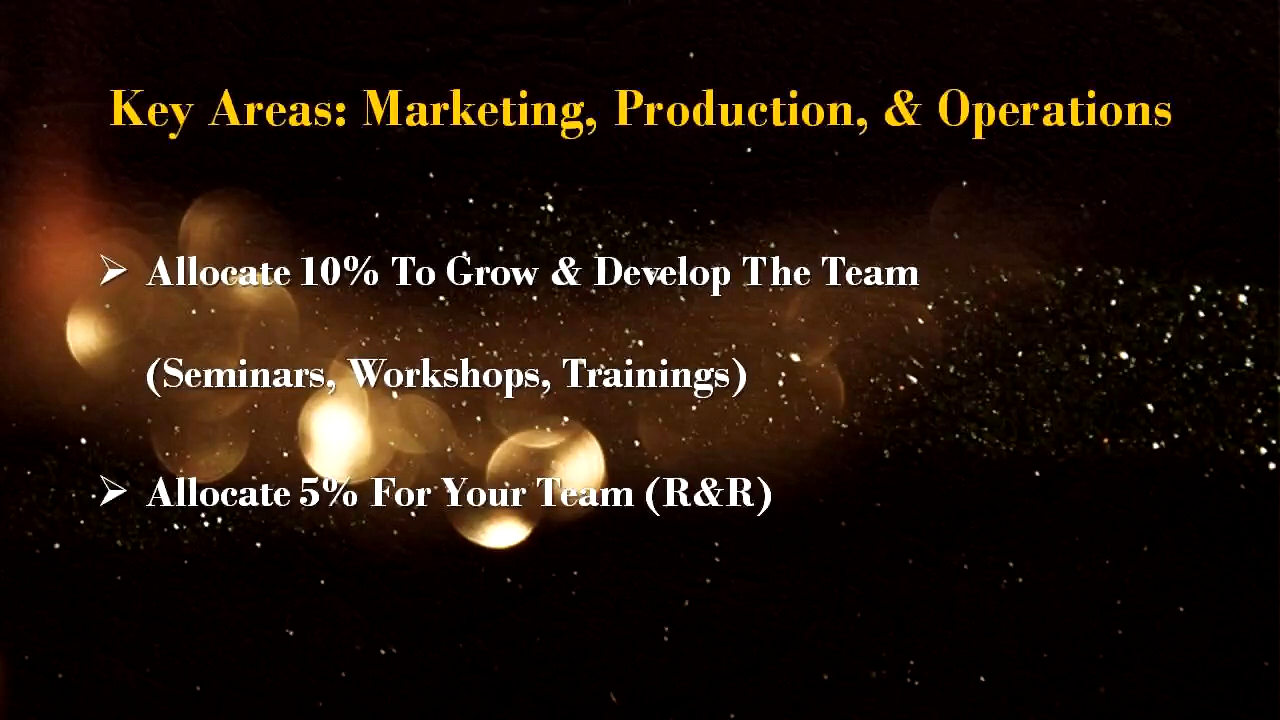 Key Areas: Marketing, Production, & Operations
➢ Allocate 10% To Grow & Develop The Team
(Seminars, Workshops, Trainings)
➢ Allocate 5% For Your Team (R&R)